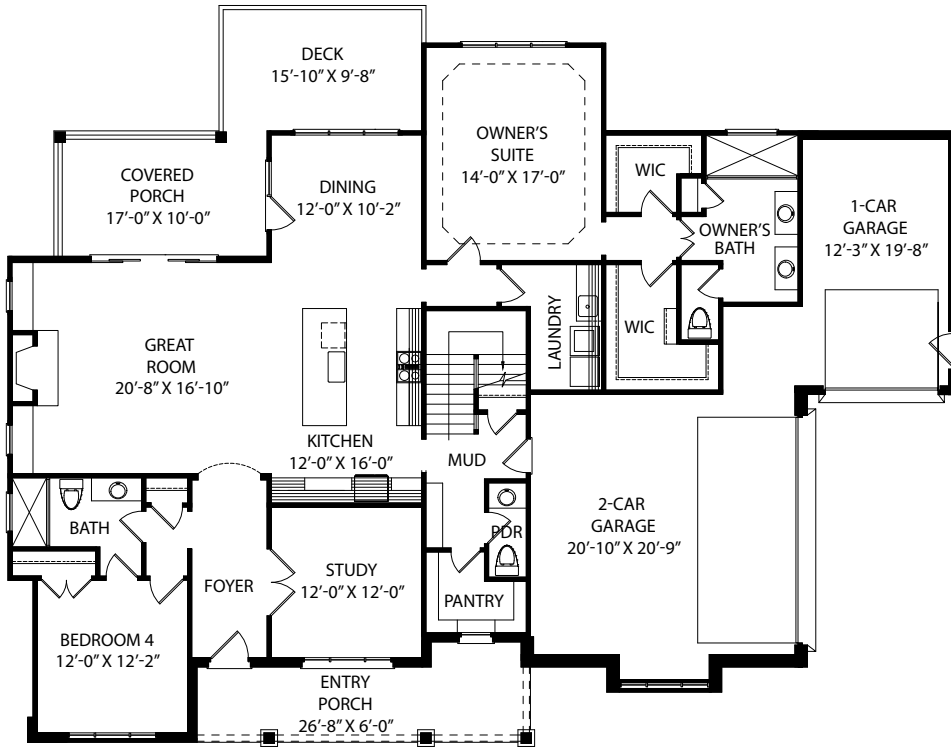 DECK
15'-10" X 9'-8"
OWNER'S
SUITE
14'-0" X 17'-0"
COVERED
PORCH
17'-0" X 10'-0"
DINING
12'-0" X 10'-2"
WIC
OWNER'S
BATH
1-CAR
GARAGE
12'-3" X 19'-8"
LAUNDRY
WIC
GREAT
ROOM
20'-8" X 16'-10"
KITCHEN
12'-0" X 16'-0"
MUD
BATH
2-CAR
GARAGE
20'-10" X 20'-9"
PDR
FOYER
STUDY
12'-0" X 12'-0"
PANTRY
BEDROOM 4
12'-0" X 12'-2"
ENTRY
PORCH
26'-8" X 6'-0"